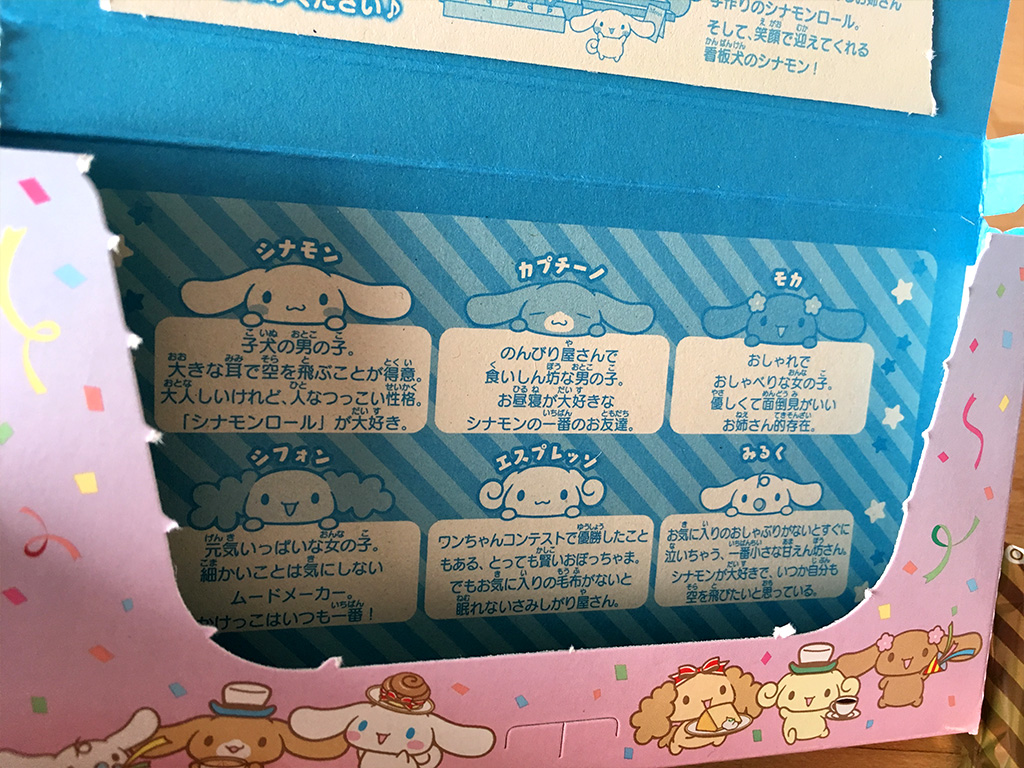 ください♪
手作りのシナモンロール。
そして、笑顔で迎えてくれる
看板犬のシナモン！
シナモン
子犬の男の子。
大きな耳で空を飛ぶことが得意。
大人しいけれど、人なつっこい性格。
「シナモンロール」が大好き。
カプチーノ
のんびり屋さんで
食いしん坊な男の子。
お昼寝が大好きな
シナモンの一番のお友達。
モカ
おしゃれで
おしゃべりな女の子。
優しくて面倒見がいい
お姉さん的存在。
シフォン
元気いっぱいな女の子。
細かいことは気にしない
ムードメーカー。
かけっこはいつも一番！
エスプレッソ
ワンちゃんコンテストで優勝したこと
もある、とっても賢いおぼっちゃま。
でもお気に入りの毛布がないと
眠れないさみしがり屋さん。
みるく
お気に入りのおしゃぶりがないとすぐに
泣いちゃう、一番小さな甘えん坊さん。
シナモンが大好きで、いつか自分も
空を飛びたいと思っている。